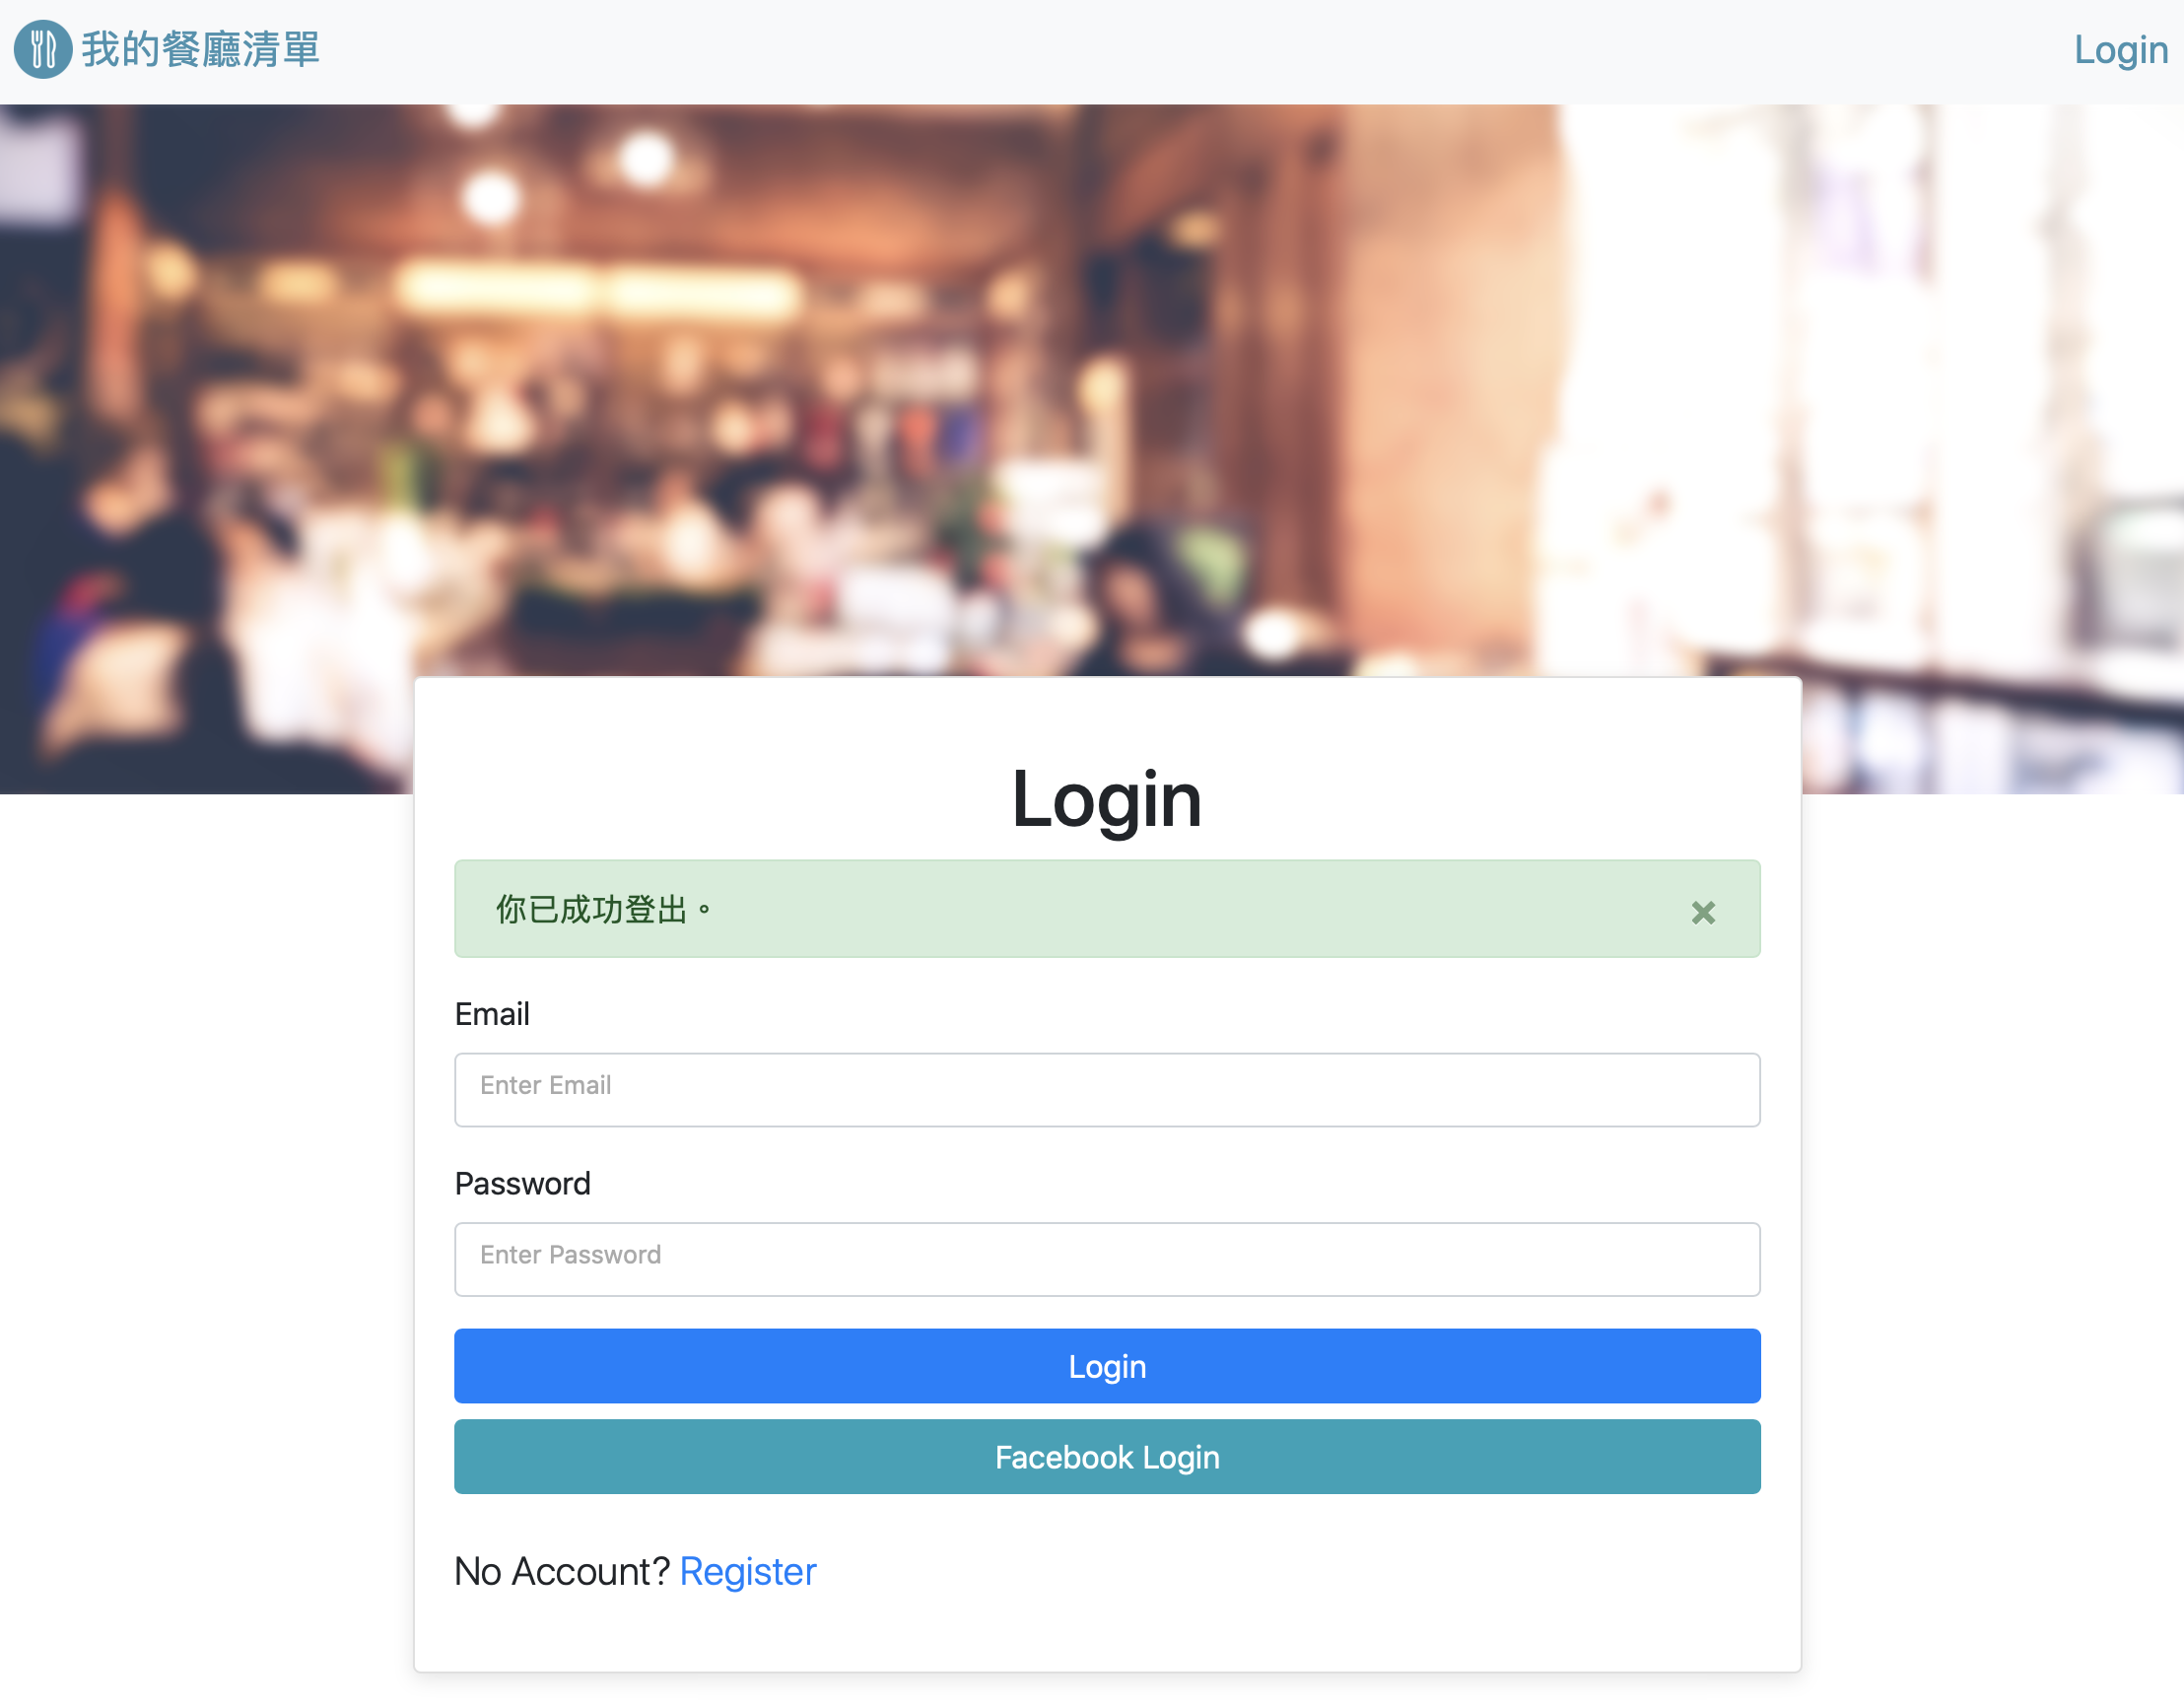 我的餐廳清單
Login
Login
你已成功登出。
×
Email
Enter Email
Password
Enter Password
Login
Facebook Login
No Account? Register